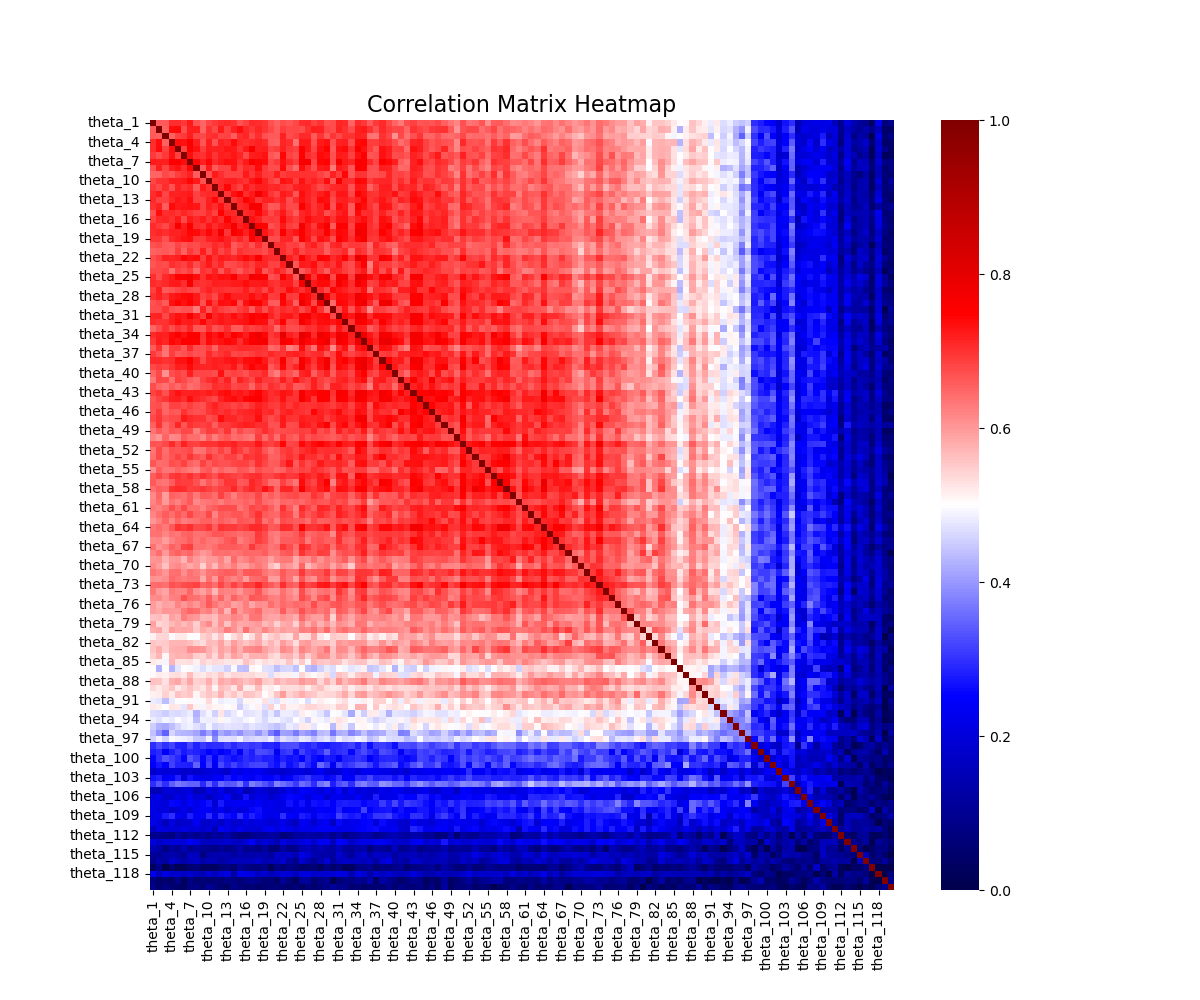 Correlation Matrix Heatmap
theta_1
theta_4
theta_7
theta_10
theta_13
theta_16
theta_19
theta_22
theta_25
theta_28
theta_31
theta_34
theta_37
theta_40
theta_43
theta_46
theta_49
theta_52
theta_55
theta_58
theta_61
theta_64
theta_67
theta_70
theta_73
theta_76
theta_79
theta_82
theta_85
theta_88
theta_91
theta_94
theta_97
theta_100
theta_103
theta_106
theta_109
theta_112
theta_115
theta_118
theta_1
theta_4
theta_7
theta_10
theta_13
theta_16
theta_19
theta_22
theta_25
theta_28
theta_31
theta_34
theta_37
theta_40
theta_43
theta_46
theta_49
theta_52
theta_55
theta_58
theta_61
theta_64
theta_67
theta_70
theta_73
theta_76
theta_79
theta_82
theta_85
theta_88
theta_91
theta_94
theta_97
theta_100
theta_103
theta_106
theta_109
theta_112
theta_115
theta_118
1.0
0.8
0.6
0.4
0.2
0.0